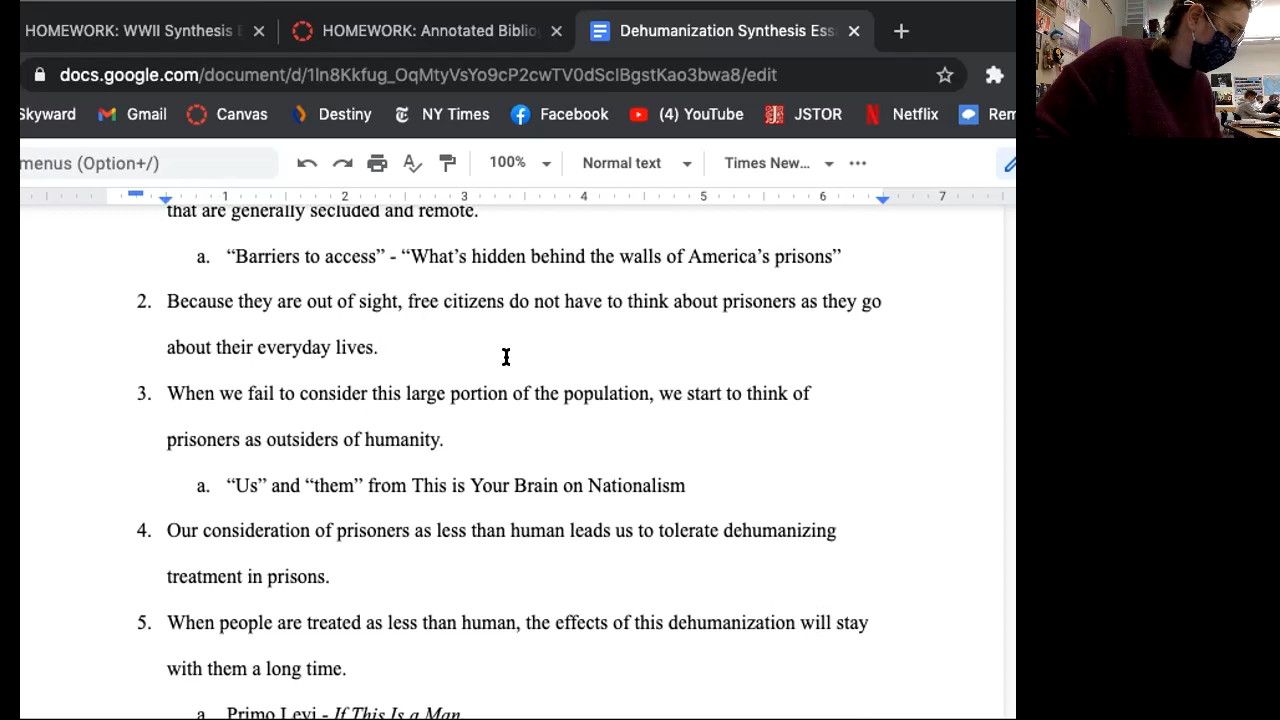 HOMEWORK: WWII Synthesis E
HOMEWORK: Annotated Biblio
Dehumanization Synthesis Ess
docs.google.com/document/d/1ln8Kkfug_OqMtyVsYo9cP2cwTV0dSclBgstKao3bwa8/edit
Skyward Gmail Canvas Destiny NY Times Facebook (4) YouTube JSTOR Netflix Rem
menus (Option+/) 100% Normal text Times New... 
1 2 3 4 5 6 7
that are generally secluded and remote.
a. “Barriers to access” - “What’s hidden behind the walls of America’s prisons”
2. Because they are out of sight, free citizens do not have to think about prisoners as they go
about their everyday lives.
3. When we fail to consider this large portion of the population, we start to think of
prisoners as outsiders of humanity.
a. “Us” and “them” from This is Your Brain on Nationalism
4. Our consideration of prisoners as less than human leads us to tolerate dehumanizing
treatment in prisons.
5. When people are treated as less than human, the effects of this dehumanization will stay
with them a long time.
a. Primo Levi - If This Is a Man